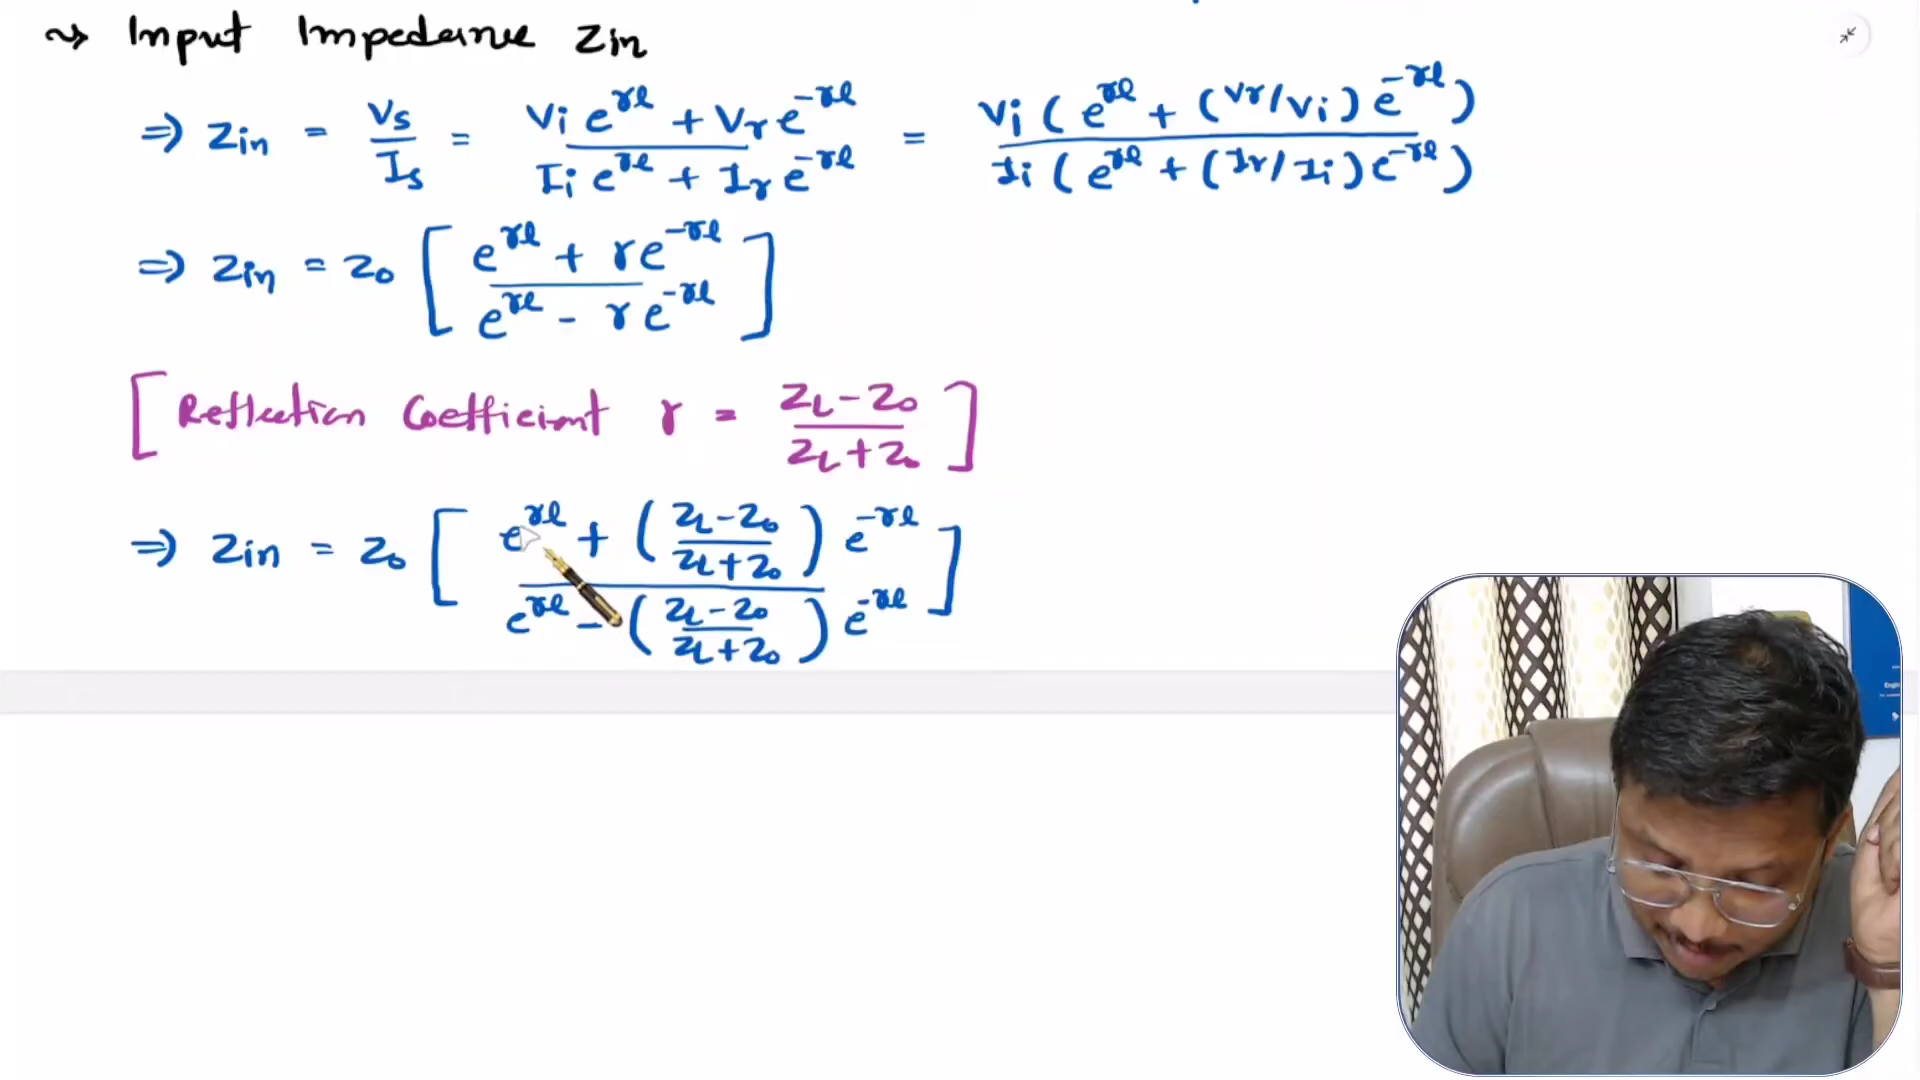 ~> Input Impedance Zin
=> Zin = Vs/Is = (Vi e^γl + Vr e^-γl)/(Ii e^γl + Ir e^-γl) = Vi(e^γl + (Vr/Vi)e^-γl)/Ii(e^γl + (Ir/Ii)e^-γl)
=> Zin = Z0 [(e^γl + re^-γl)/(e^γl - re^-γl)]
[Reflection Coefficient r = (ZL-Z0)/(ZL+Z0)]
=> Zin = Z0 [(e^γl + ((ZL-Z0)/(ZL+Z0)) e^-γl)/(e^γl - ((ZL-Z0)/(ZL+Z0)) e^-γl)]